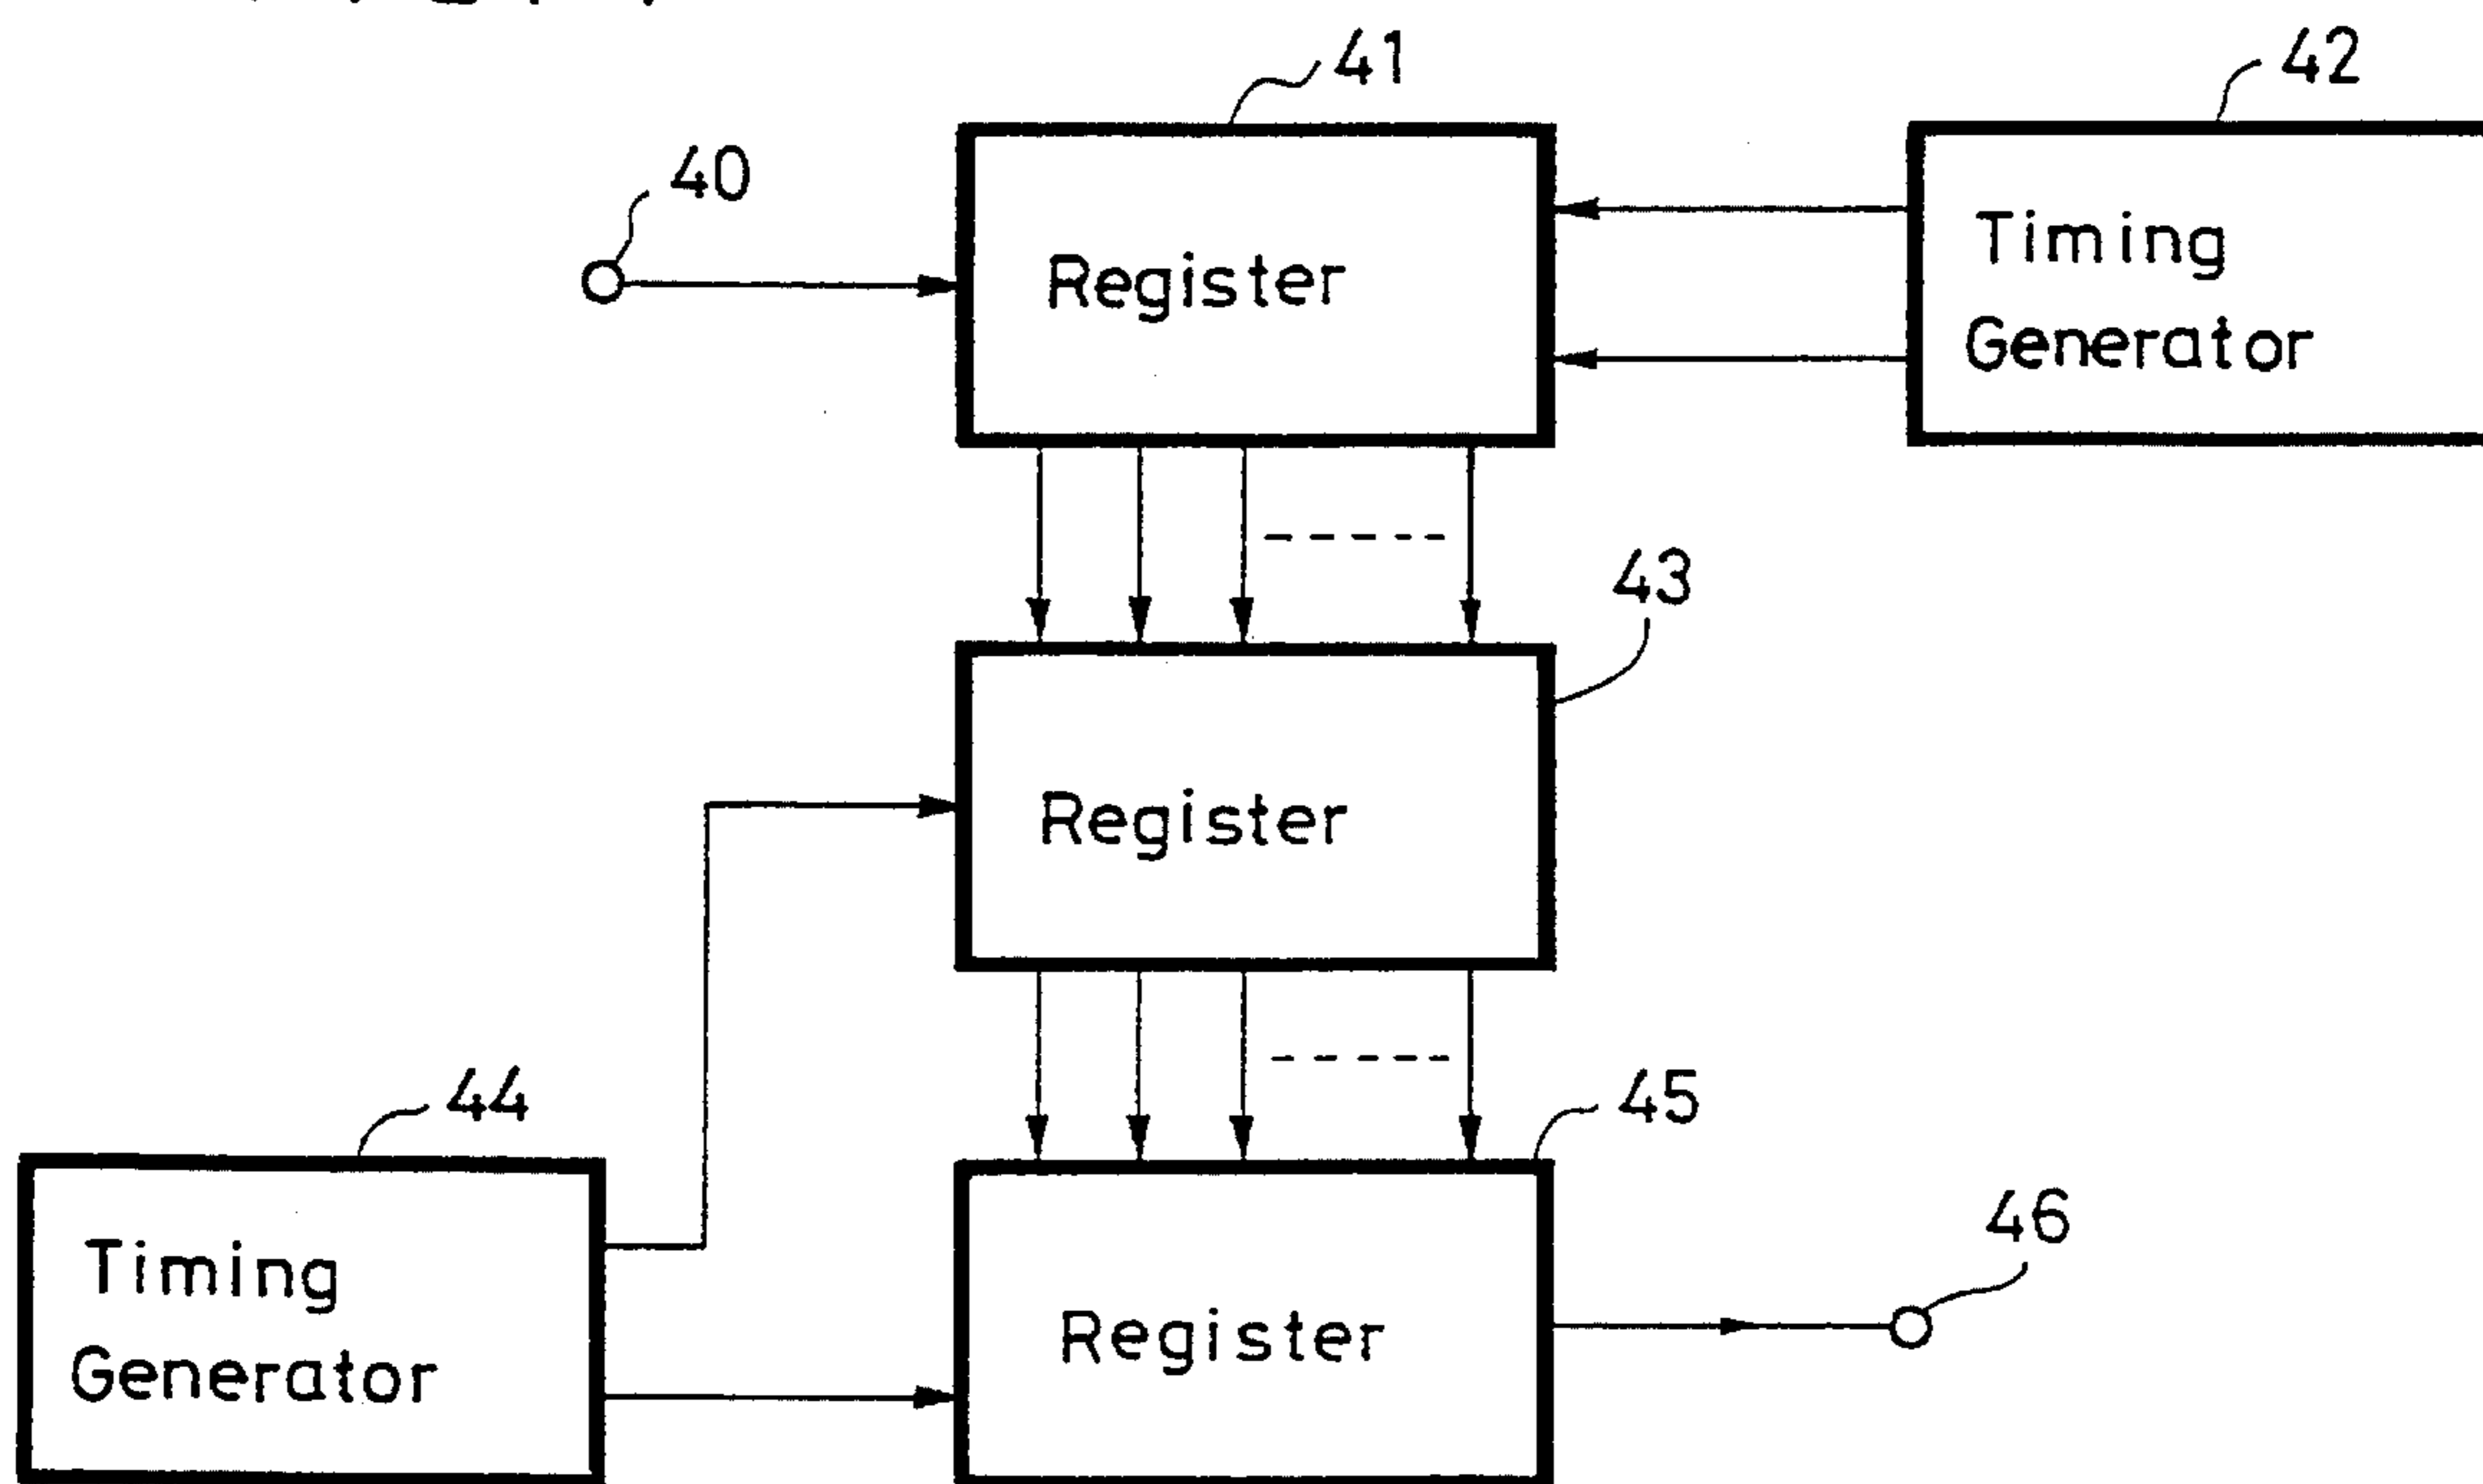 41
42
40
Register
Timing
Generator
43
Register
44
45
Timing
Generator
Register
46